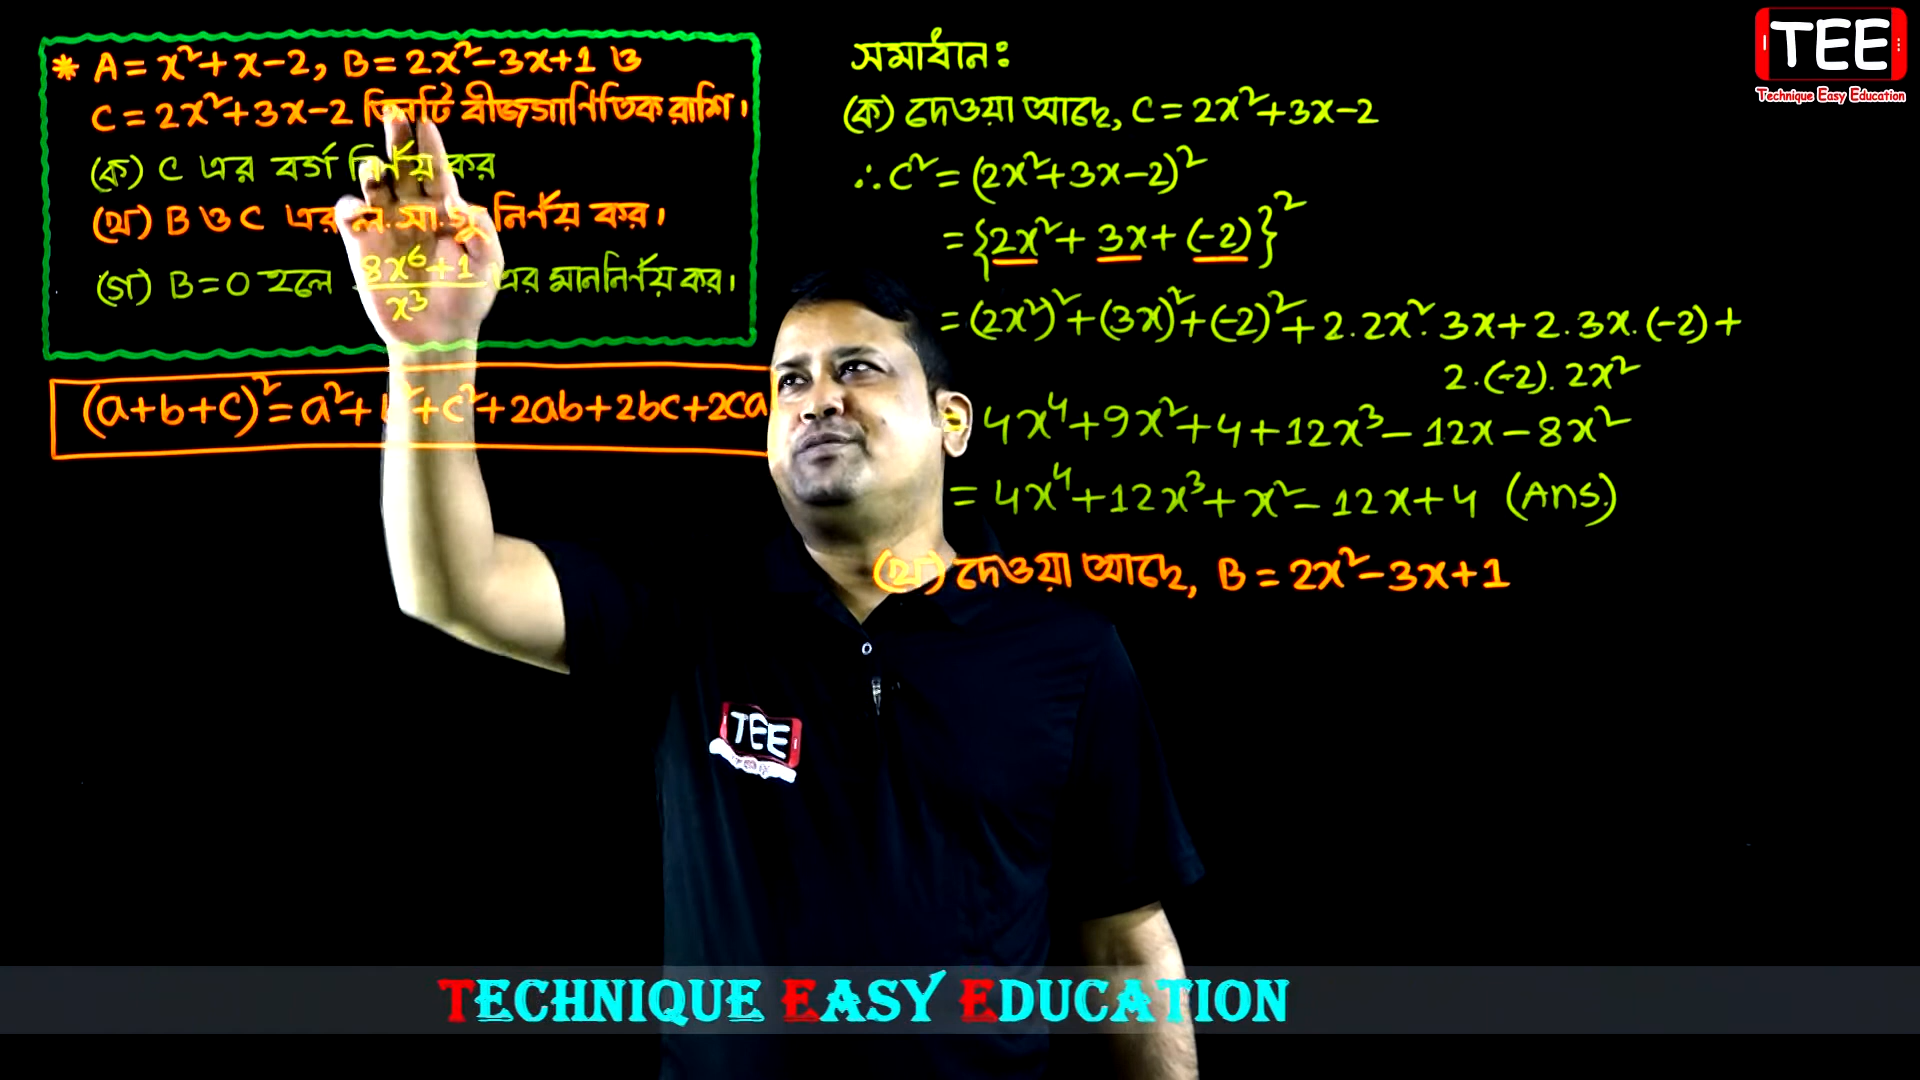 * A = x²+x-2, B = 2x²-3x+1 ও
C = 2x²+3x-2 তিনটি বীজগাণিতিক রাশি।
(ক) C এর বর্গ নির্ণয় কর
(খ) B ও C এর ল.সা.গু নির্ণয় কর।
(গ) B=0 হলে (8x⁶+1)/x³ এর মান নির্ণয় কর।
(a+b+c)² = a²+b²+c²+2ab+2bc+2ca
সমাধান:
(ক) দেওয়া আছে, C = 2x²+3x-2
∴ C² = (2x²+3x-2)²
= {2x²+ 3x+ (-2)}²
= (2x²)²+(3x)²+(-2)²+2.2x².3x+2.3x.(-2)+
2.(-2).2x²
= 4x⁴+9x²+4+12x³-12x-8x²
= 4x⁴+12x³+x²-12x+4 (Ans.)
(খ) দেওয়া আছে, B = 2x²-3x+1
TEE
Technique Easy Education
TEE
TECHNIQUE EASY EDUCATION